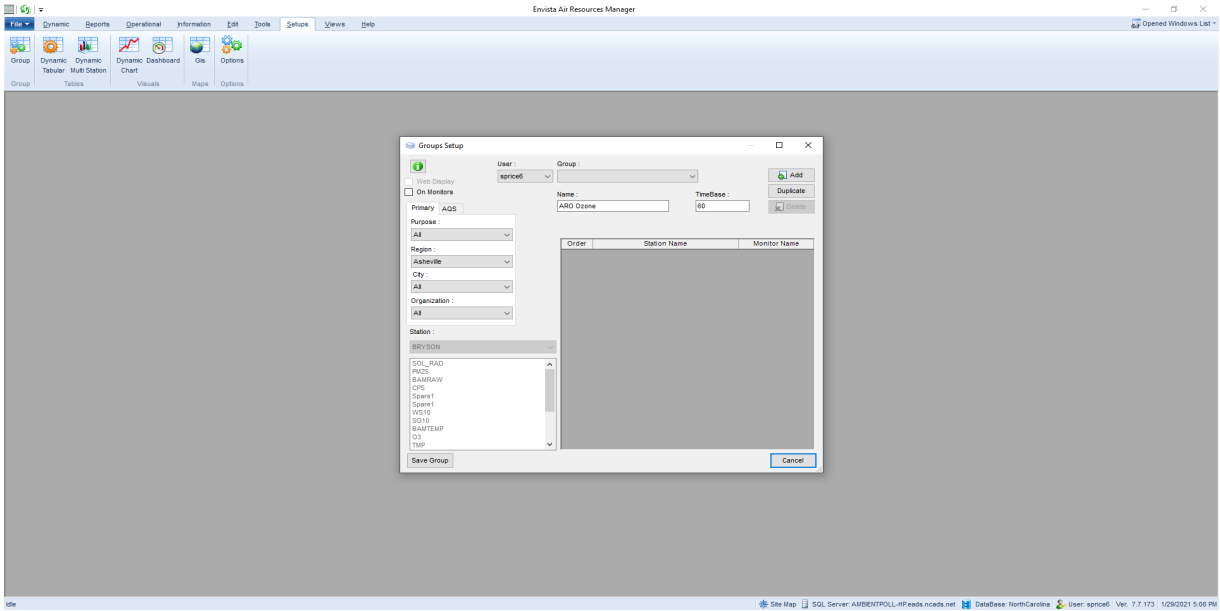 Envista Air Resources Manager
File Dynamic Reports Operational Information Edit Tools Setups Views Help Opened Windows List
Group Dynamic Tabular Dynamic Multi Station Dynamic Chart Dashboard Gis Options
Group Tables Visuals Maps Options
Groups Setup
User : Group :
sprice6 Add
Web Display
On Monitors Duplicate
Name : TimeBase :
ARO Ozone 60 Delete
Primary AQS
Purpose :
All
Order Station Name Monitor Name
Region :
Asheville
City :
All
Organization :
All
Station :
BRYSON
SOL_RAD
PM25
BAMRAW
CPS
Spare1
Spare1
WS10
SG10
BAMTEMP
O3
TMP
Save Group Cancel
Idle Site Map SQL Server: AMBIENTPOLL-HP.eads.ncads.net DataBase: NorthCarolina User: sprice6 Ver. 7.7.173 1/29/2021 5:08 PM